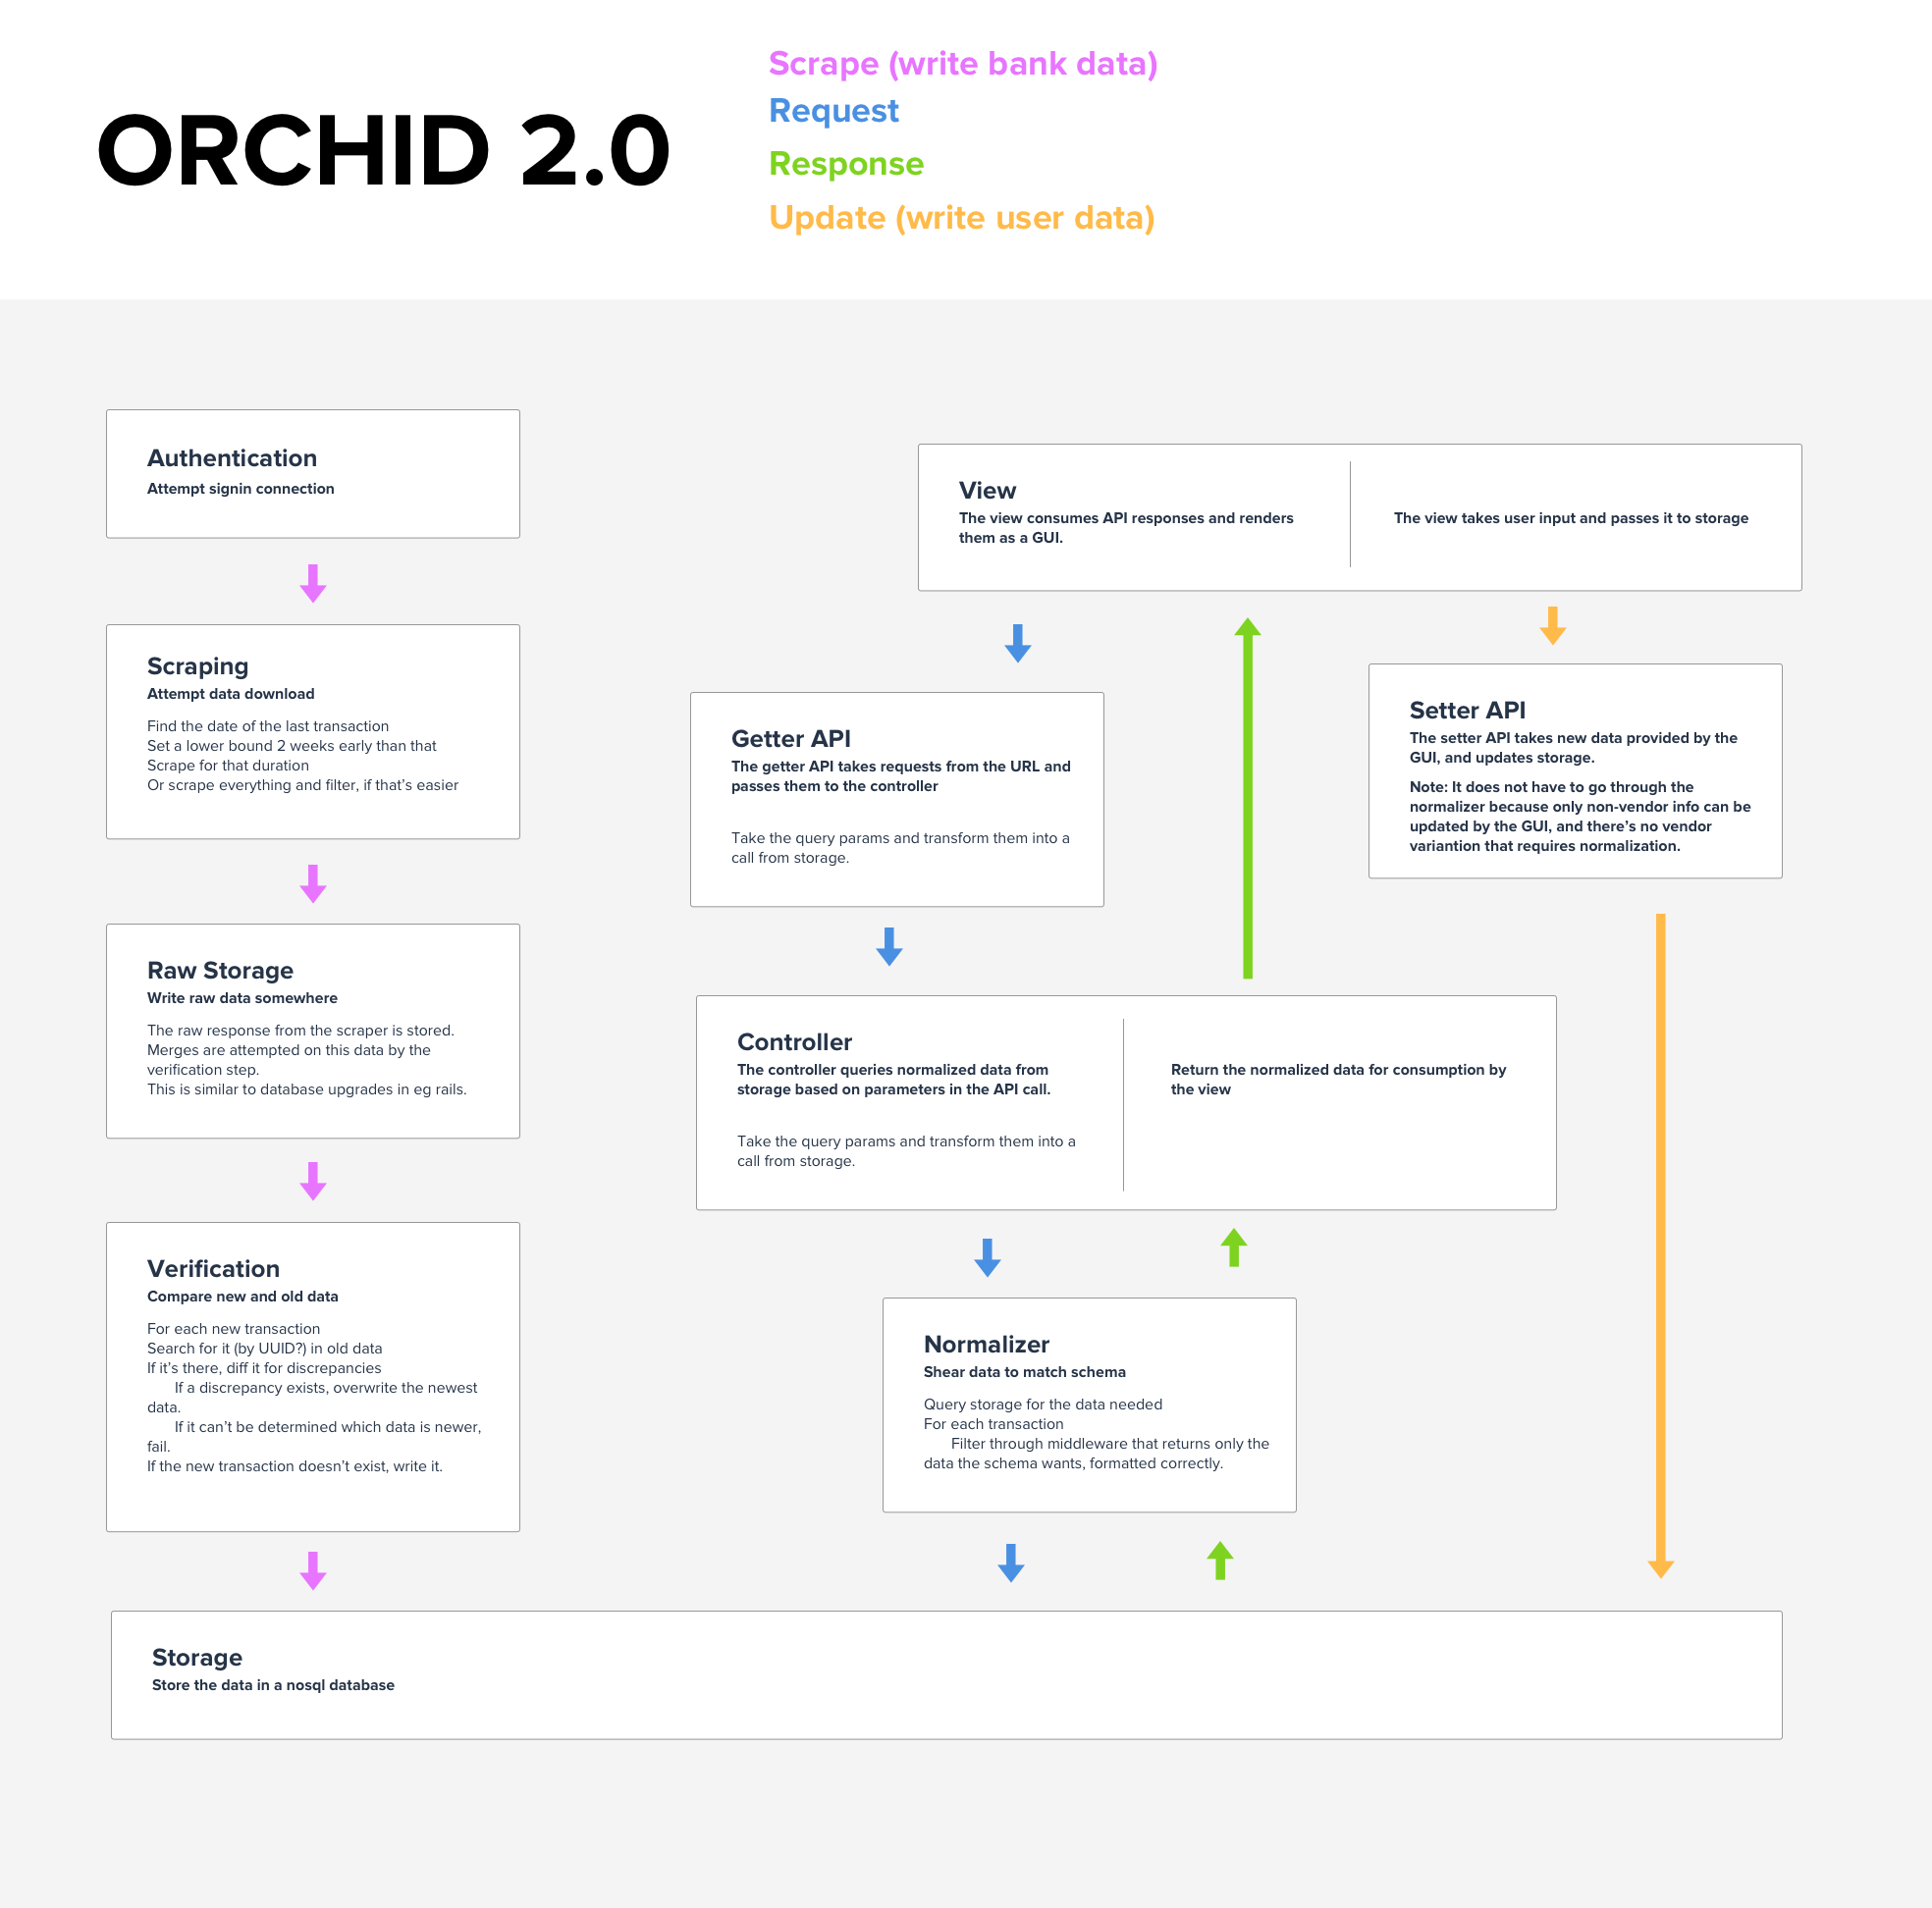 ORCHID 2.0
Scrape (write bank data)
Request
Response
Update (write user data)
Authentication
Attempt signin connection
Scraping
Attempt data download
Find the date of the last transaction
Set a lower bound 2 weeks early than that
Scrape for that duration
Or scrape everything and filter, if that's easier
Raw Storage
Write raw data somewhere
The raw response from the scraper is stored.
Merges are attempted on this data by the
verification step.
This is similar to database upgrades in eg rails.
Verification
Compare new and old data
For each new transaction
Search for it (by UUID?) in old data
If it's there, diff it for discrepancies
If a discrepancy exists, overwrite the newest
data.
If it can't be determined which data is newer,
fail.
If the new transaction doesn't exist, write it.
View
The view consumes API responses and renders
them as a GUI.
The view takes user input and passes it to storage
Getter API
The getter API takes requests from the URL and
passes them to the controller
Take the query params and transform them into a
call from storage.
Setter API
The setter API takes new data provided by the
GUI, and updates storage.
Note: It does not have to go through the
normalizer because only non-vendor info can be
updated by the GUI, and there's no vendor
variantion that requires normalization.
Controller
The controller queries normalized data from
storage based on parameters in the API call.
Take the query params and transform them into a
call from storage.
Return the normalized data for consumption by
the view
Normalizer
Shear data to match schema
Query storage for the data needed
For each transaction
Filter through middleware that returns only the
data the schema wants, formatted correctly.
Storage
Store the data in a nosql database